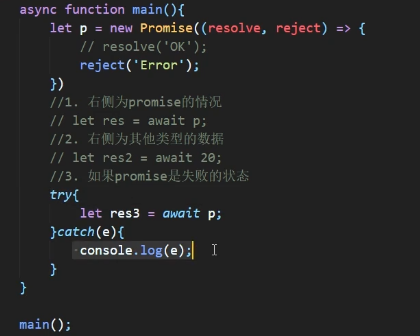 async function main(){
let p = new Promise((resolve, reject) => {
// resolve('OK');
reject('Error');
})
//1. 右侧为promise的情况
// let res = await p;
//2. 右侧为其他类型的数据
// let res2 = await 20;
//3. 如果promise是失败的状态
try{
let res3 = await p;
}catch(e){
console.log(e);
}
}
main();